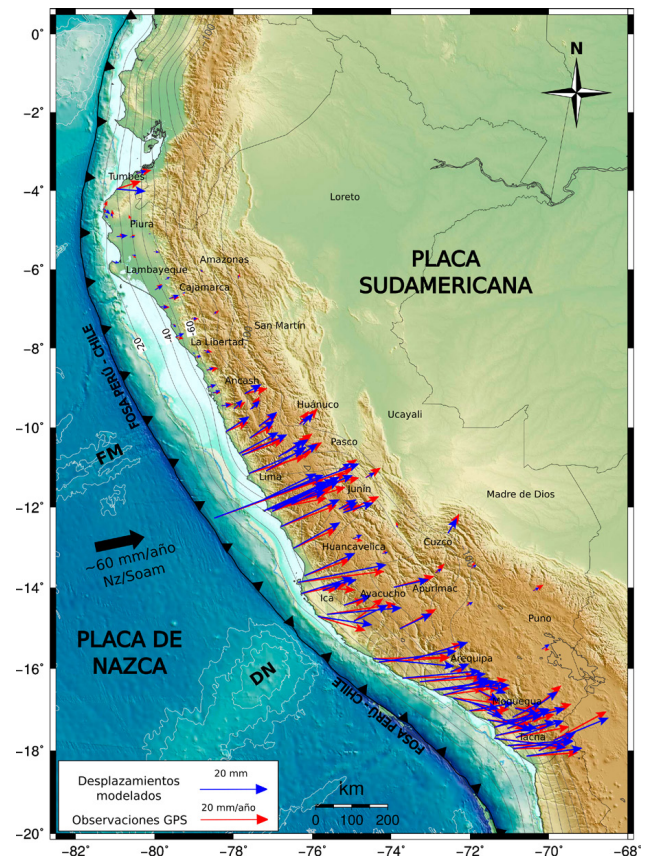 0°
−2°
−4°
−6°
−8°
−10°
−12°
−14°
−16°
−18°
−20°
N
Tumbes
Loreto
Piura
Amazonas
Lambayeque
Cajamarca
PLACA
SUDAMERICANA
San Martín
-60
-40
-20
La Libertad
FOSA PERÚ - CHILE
Ancash
Huánuco
Ucayali
Pasco
FM
Lima
Junín
Madre de Dios
~60 mm/año
Nz/Soam
Huancavelica
Cuzco
Ica
Ayacucho
Apurimac
Puno
PLACA DE
NAZCA
DN
Arequipa
Moquegua
Tacna
FOSA PERÚ - CHILE
Desplazamientos
modelados
20 mm
Observaciones GPS
20 mm/año
km
0 100 200
−82° −80° −78° −76° −74° −72° −70° −68°